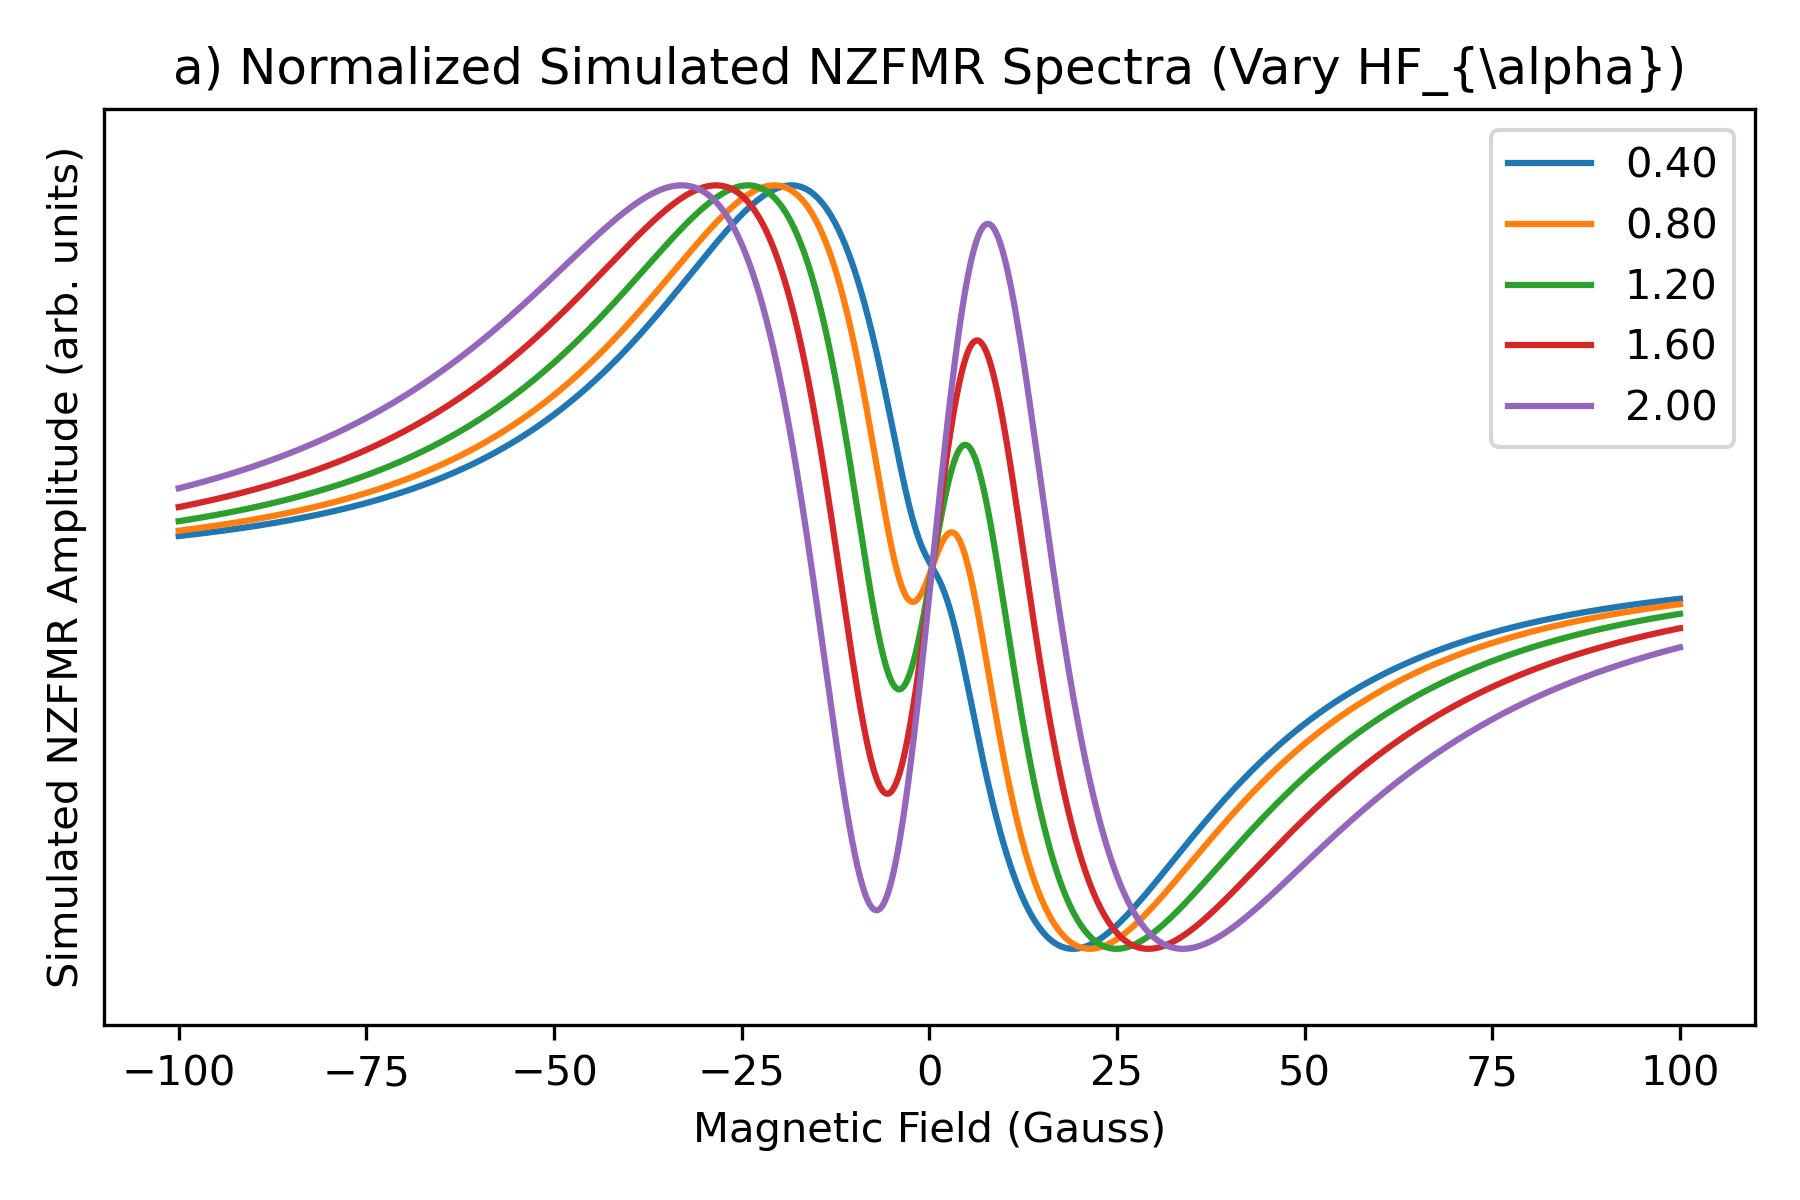 a) Normalized Simulated NZFMR Spectra (Vary HF_{\alpha})
Simulated NZFMR Amplitude (arb. units)
0.40
0.80
1.20
1.60
2.00
−100 −75 −50 −25 0 25 50 75 100
Magnetic Field (Gauss)